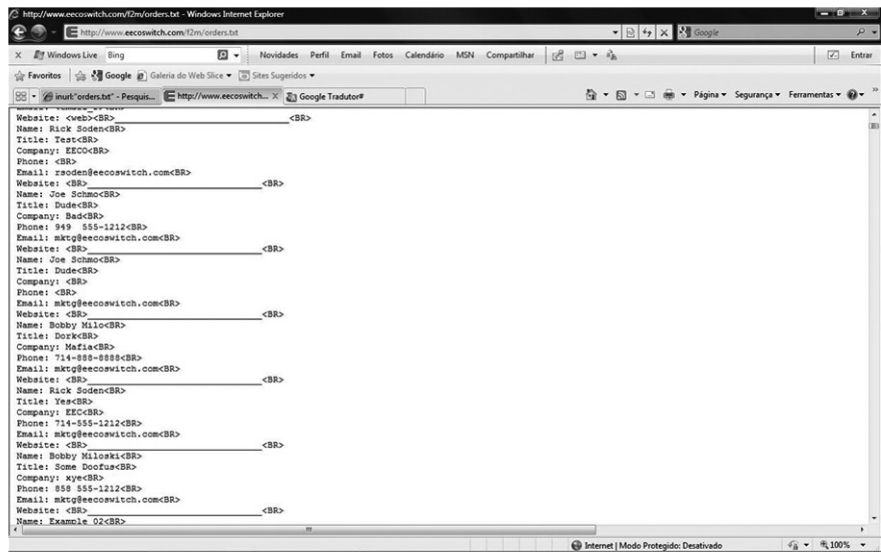 http://www.eecoswitch.com/f2m/orders.txt - Windows Internet Explorer
http://www.eecoswitch.com/f2m/orders.txt
Google
x Windows Live Bing Novidades Perfil Email Fotos Calendário MSN Compartilhar Entrar
Favoritos Google Galeria do Web Slice Sites Sugeridos
inurl:"orders.txt" - Pesquis... http://www.eecoswitch... X Google Tradutor# Página Segurança Ferramentas
Website: <web><BR>______________________________<BR>
Name: Rick Soden<BR>
Title: Test<BR>
Company: EECO<BR>
Phone: <BR>
Email: rsoden@eecoswitch.com<BR>
Website: <BR>______________________________<BR>
Name: Joe Schmo<BR>
Title: Dude<BR>
Company: Bad<BR>
Phone: 949 555-1212<BR>
Email: mktg@eecoswitch.com<BR>
Website: <BR>______________________________<BR>
Name: Joe Schmo<BR>
Title: Dude<BR>
Company: <BR>
Phone: <BR>
Email: mktg@eecoswitch.com<BR>
Website: <BR>______________________________<BR>
Name: Bobby Milo<BR>
Title: Dork<BR>
Company: Mafia<BR>
Phone: 714-888-8888<BR>
Email: mktg@eecoswitch.com<BR>
Website: <BR>______________________________<BR>
Name: Rick Soden<BR>
Title: Yes<BR>
Company: EEC<BR>
Phone: 714-555-1212<BR>
Email: mktg@eecoswitch.com<BR>
Website: <BR>______________________________<BR>
Name: Bobby Miloski<BR>
Title: Some Doofus<BR>
Company: xye<BR>
Phone: 858 555-1212<BR>
Email: mktg@eecoswitch.com<BR>
Website: <BR>______________________________<BR>
Name: Example 02<BR>
Internet | Modo Protegido: Desativado 100%